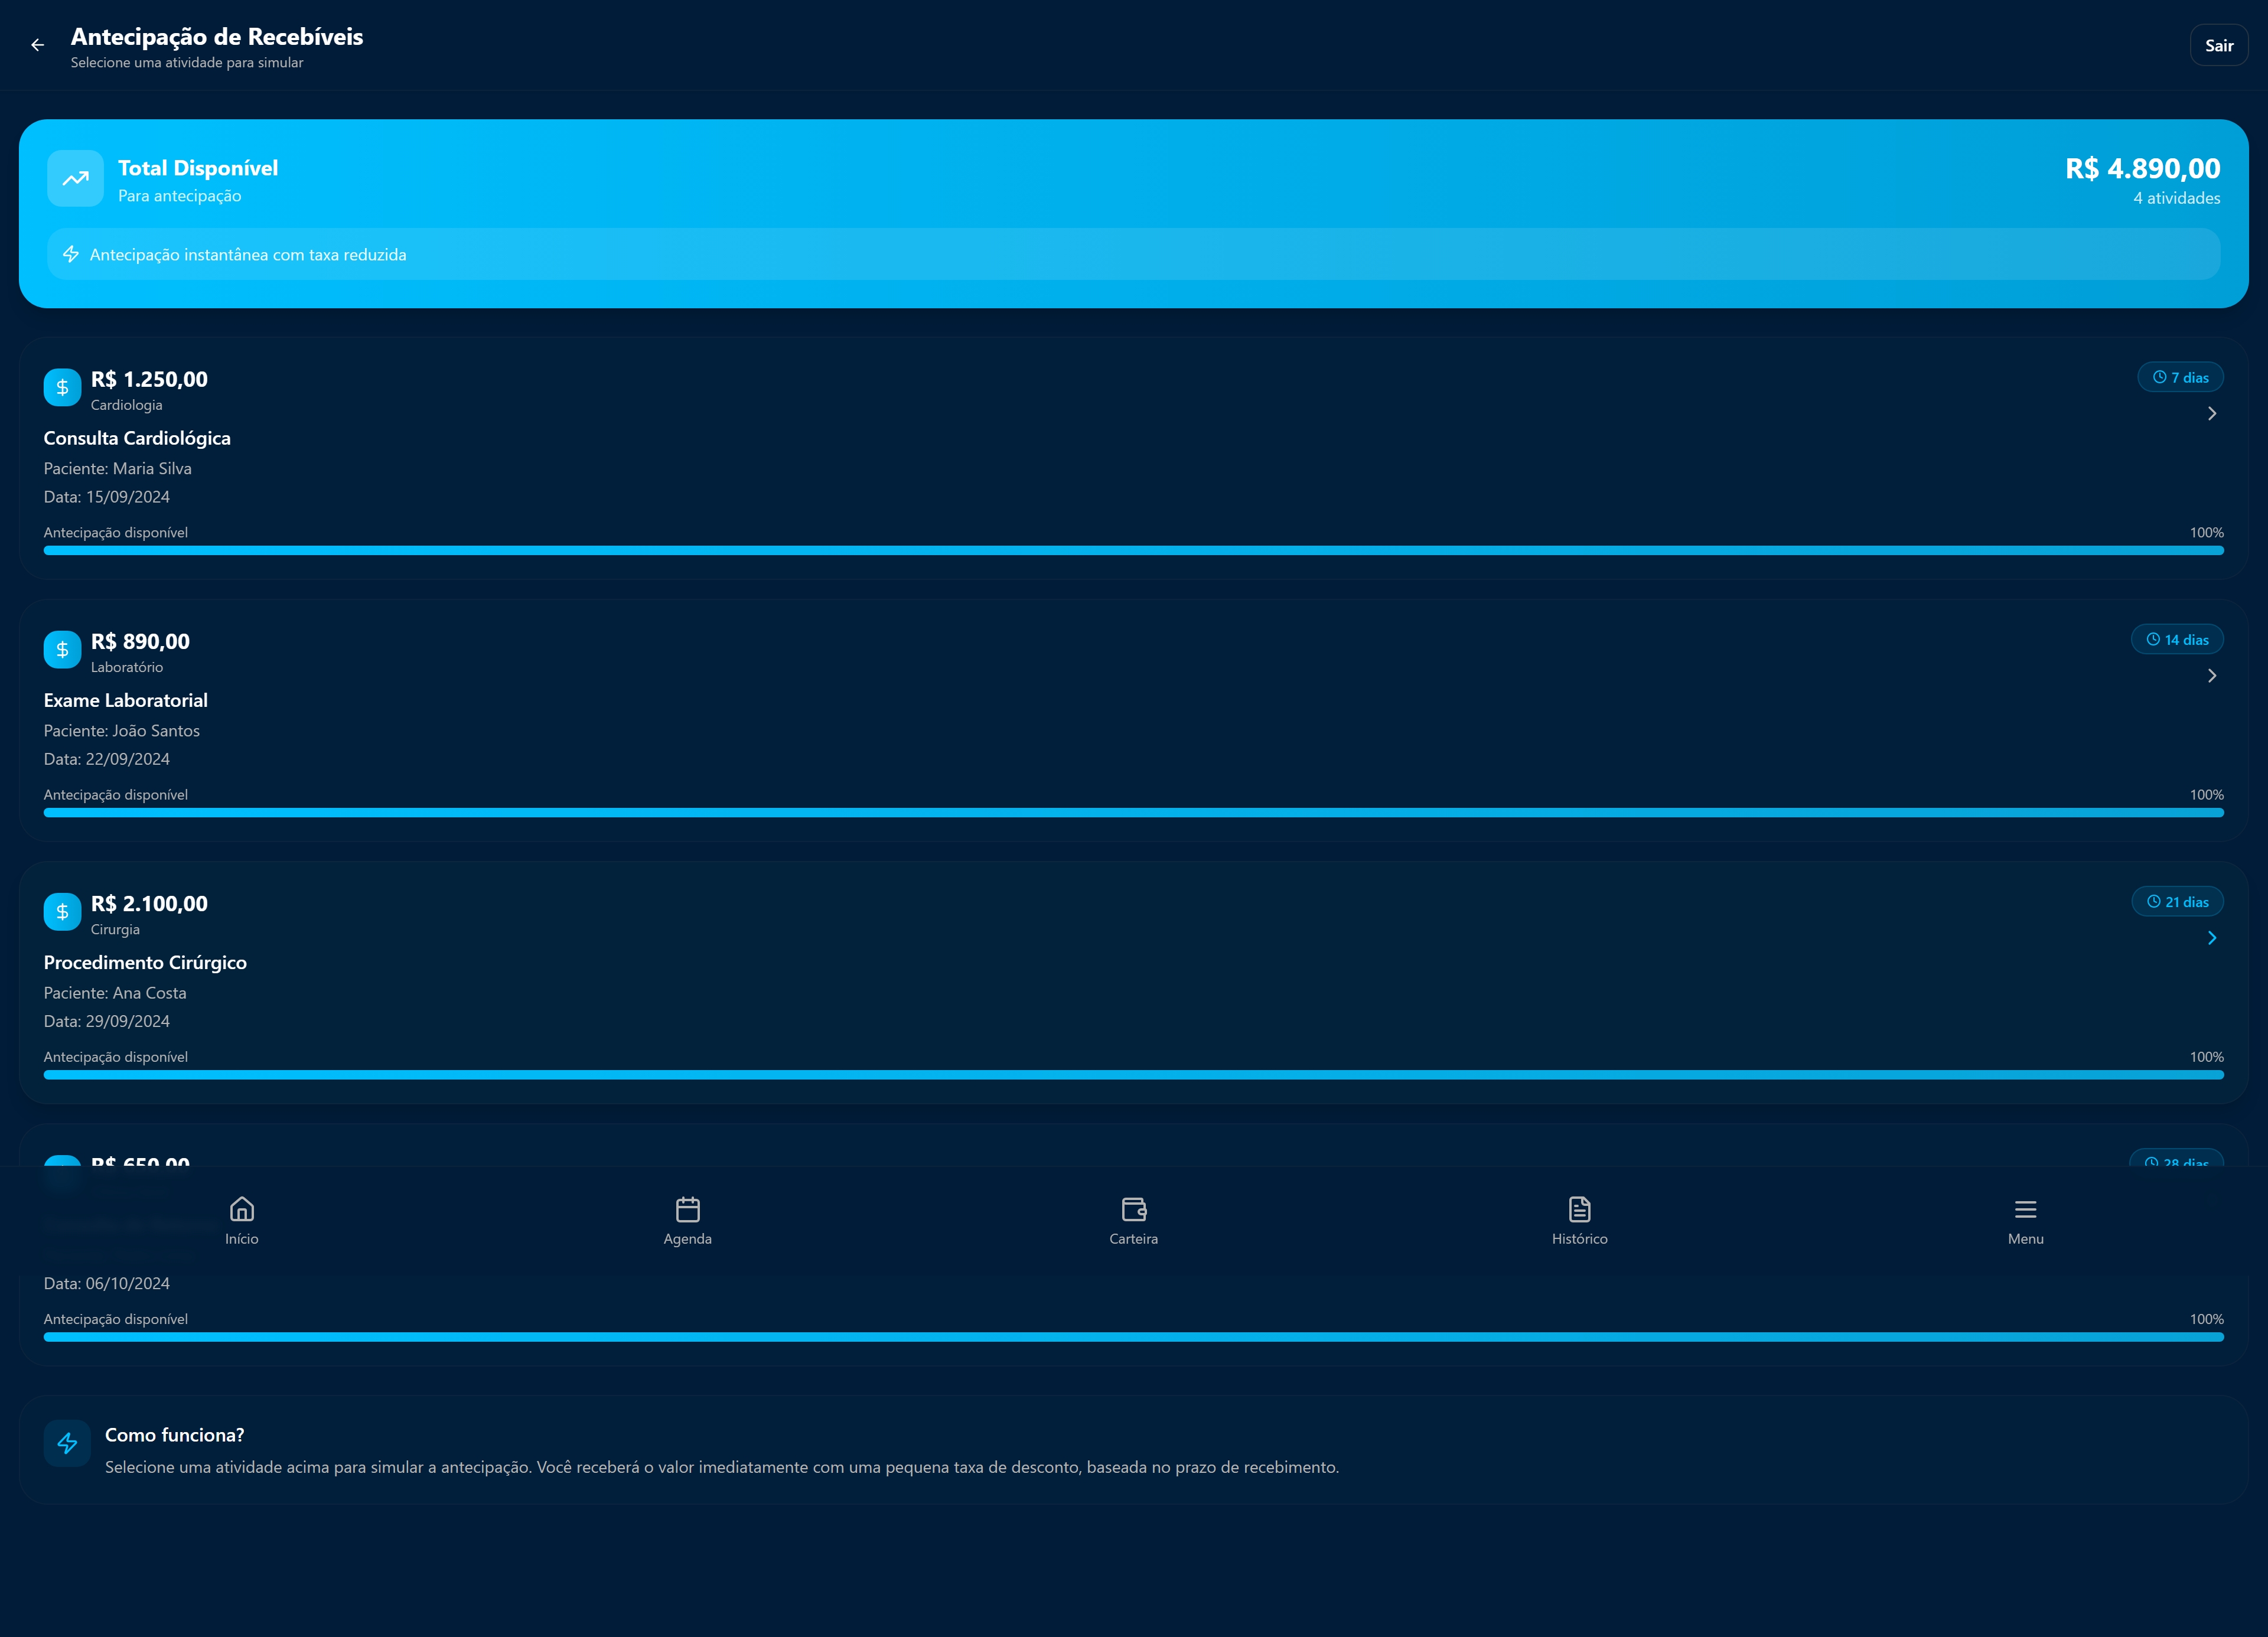 Antecipação de Recebíveis
Selecione uma atividade para simular
Sair
Total Disponível
Para antecipação
R$ 4.890,00
4 atividades
Antecipação instantânea com taxa reduzida
R$ 1.250,00
Cardiologia
7 dias
Consulta Cardiológica
Paciente: Maria Silva
Data: 15/09/2024
Antecipação disponível
100%
R$ 890,00
Laboratório
14 dias
Exame Laboratorial
Paciente: João Santos
Data: 22/09/2024
Antecipação disponível
100%
R$ 2.100,00
Cirurgia
21 dias
Procedimento Cirúrgico
Paciente: Ana Costa
Data: 29/09/2024
Antecipação disponível
100%
R$ 650,00
28 dias
Início
Agenda
Carteira
Histórico
Menu
Data: 06/10/2024
Antecipação disponível
100%
Como funciona?
Selecione uma atividade acima para simular a antecipação. Você receberá o valor imediatamente com uma pequena taxa de desconto, baseada no prazo de recebimento.